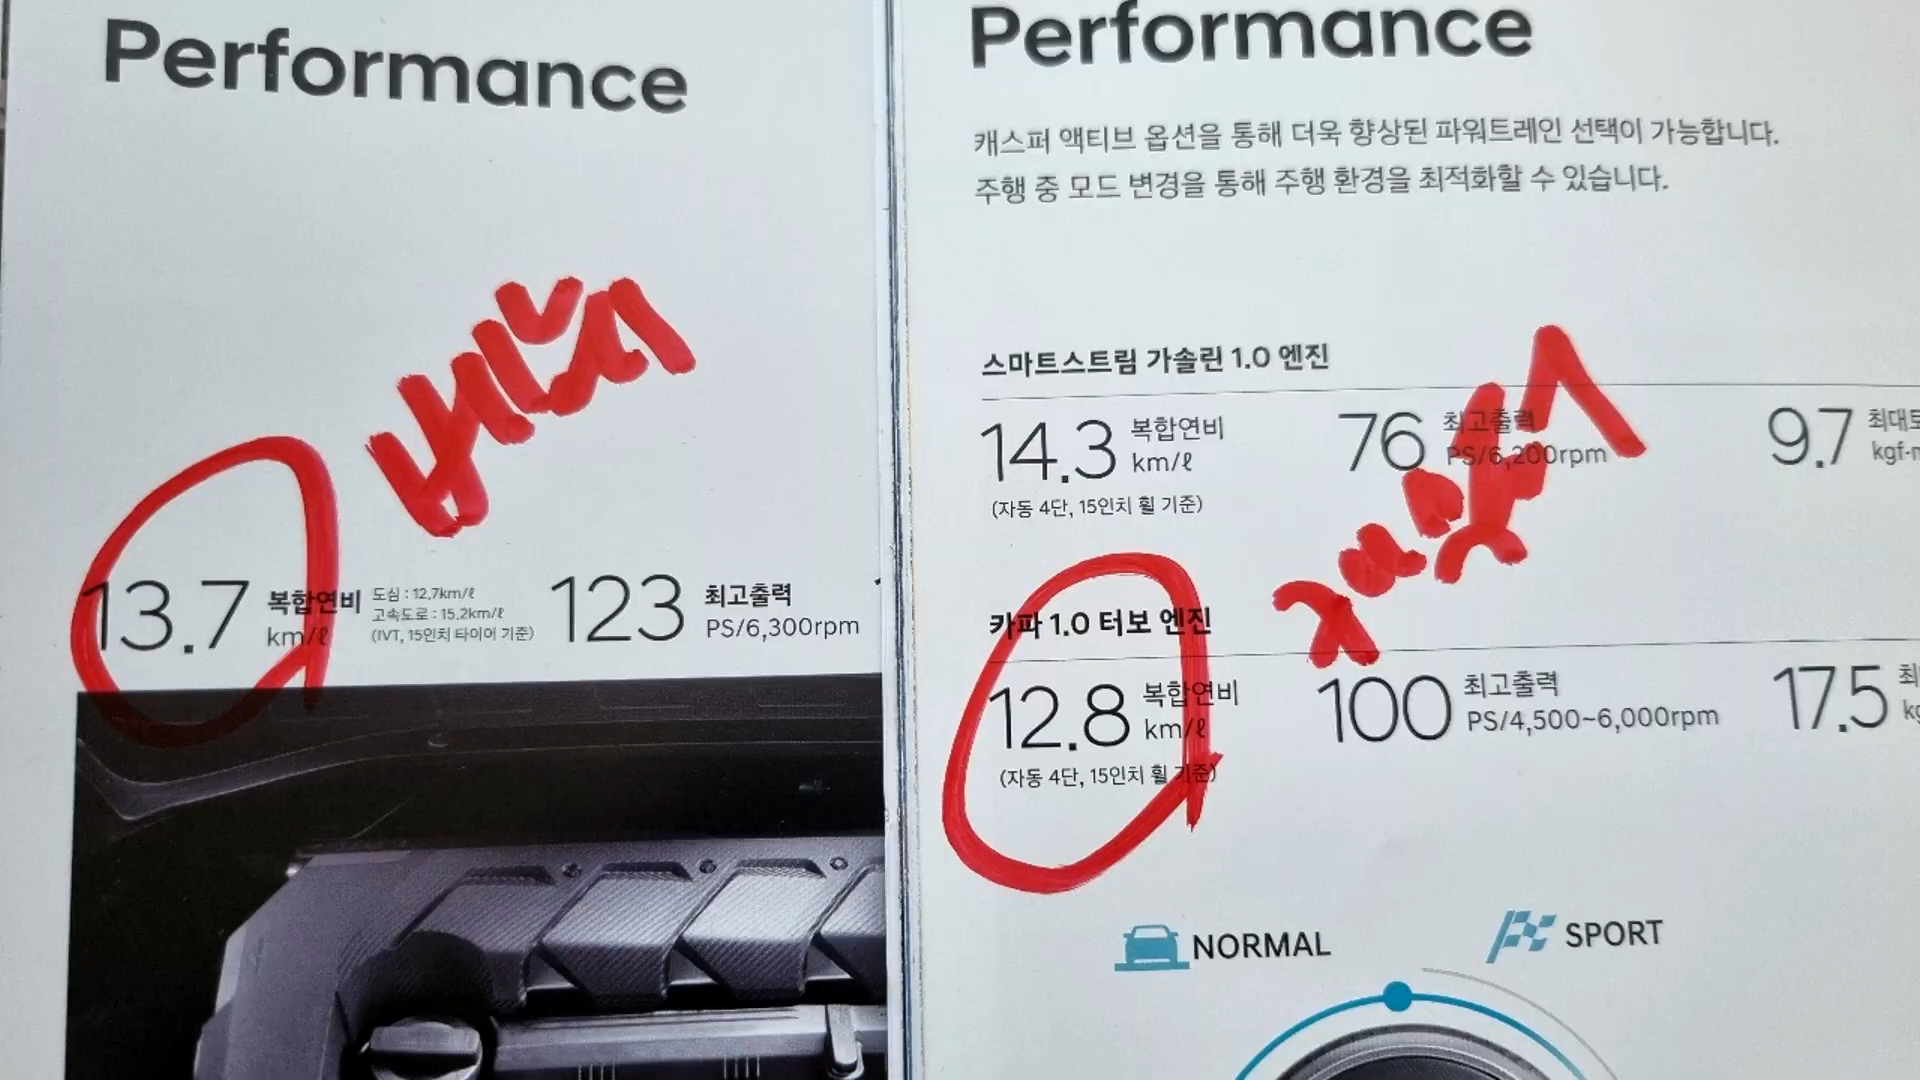 Performance
베뉴
13.7 복합연비 km/ℓ
도심 : 12.7km/ℓ
고속도로 : 15.2km/ℓ
(IVT, 15인치 타이어 기준)
123 최고출력 PS/6,300rpm
Performance
캐스퍼 액티브 옵션을 통해 더욱 향상된 파워트레인 선택이 가능합니다.
주행 중 모드 변경을 통해 주행 환경을 최적화할 수 있습니다.
스마트스트림 가솔린 1.0 엔진
14.3 복합연비 km/ℓ
(자동 4단, 15인치 휠 기준)
76 최고출력 PS/6,200rpm
9.7
캐스퍼
카파 1.0 터보 엔진
12.8 복합연비 km/ℓ
(자동 4단, 15인치 휠 기준)
100 최고출력 PS/4,500~6,000rpm
17.5
NORMAL
SPORT